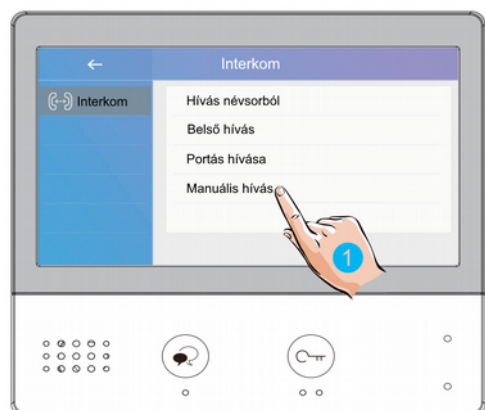 Interkom
Interkom
Hívás névsorból
Belső hívás
Portás hívása
Manuális hívás
1